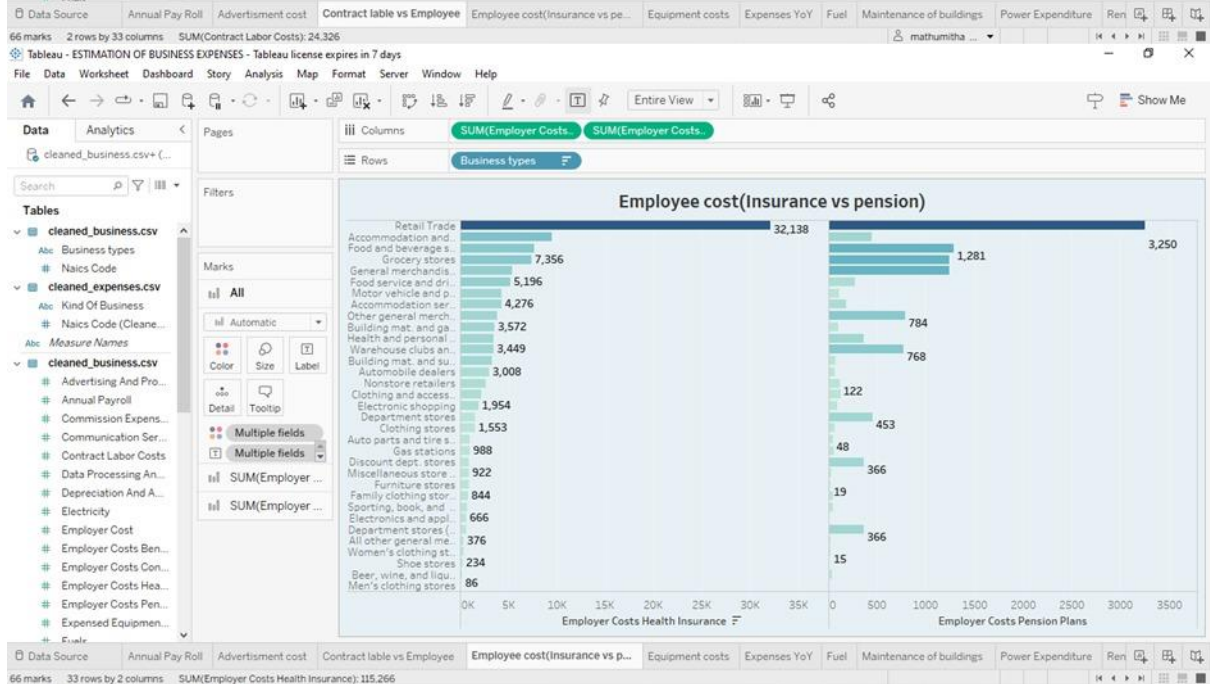 Data Source Annual Pay Roll Advertisment cost Contract lable vs Employee Employee cost(Insurance vs pe... Equipment costs Expenses YoY Fuel Maintenance of buildings Power Expenditure Ren
66 marks 2 rows by 33 columns SUM(Contract Labor Costs): 24.326 mathumitha ...
Tableau - ESTIMATION OF BUSINESS EXPENSES - Tableau license expires in 7 days
File Data Worksheet Dashboard Story Analysis Map Format Server Window Help
Entire View Show Me
Data Analytics Pages Columns SUM(Employer Costs.. SUM(Employer Costs..
cleaned_business.csv+ (...
Rows Business types
Search Filters
Employee cost(Insurance vs pension)
Tables
cleaned_business.csv
Abc Business types
# Naics Code
cleaned_expenses.csv
Abc Kind Of Business
# Naics Code (Cleane...
Abc Measure Names
cleaned_business.csv
# Advertising And Pro...
# Annual Payroll
# Commission Expens...
# Communication Ser...
# Contract Labor Costs
# Data Processing An...
# Depreciation And A...
# Electricity
# Employer Cost
# Employer Costs Ben...
# Employer Costs Con...
# Employer Costs Hea...
# Employer Costs Pen...
# Expensed Equipmen...
# Fuels
Marks
All
Automatic
Color Size Label
Detail Tooltip
Multiple fields
Multiple fields
SUM(Employer ...
SUM(Employer ...
Retail Trade 32,138 3,250
Accommodation and..
Food and beverage s.. 7,356 1,281
Grocery stores
General merchandis..
Food service and dri.. 5,196
Motor vehicle and p..
Accommodation ser.. 4,276
Other general merch.. 784
Building mat. and ga.. 3,572
Health and personal ..
Warehouse clubs an.. 3,449 768
Building mat. and su..
Automobile dealers 3,008
Nonstore retailers
Clothing and access.. 122
Electronic shopping 1,954
Department stores 453
Clothing stores 1,553
Auto parts and tire s.. 48
Gas stations 988
Discount dept. stores 366
Miscellaneous store .. 922
Furniture stores
Family clothing stor.. 844 19
Sporting, book, and ..
Electronics and appl.. 666
Department stores (.. 366
All other general me.. 376
Women's clothing st.. 15
Shoe stores 234
Beer, wine, and liqu..
Men's clothing stores 86
0K 5K 10K 15K 20K 25K 30K 35K 0 500 1000 1500 2000 2500 3000 3500
Employer Costs Health Insurance Employer Costs Pension Plans
Data Source Annual Pay Roll Advertisment cost Contract lable vs Employee Employee cost(Insurance vs p... Equipment costs Expenses YoY Fuel Maintenance of buildings Power Expenditure Ren
66 marks 33 rows by 2 columns SUM(Employer Costs Health Insurance): 115,266